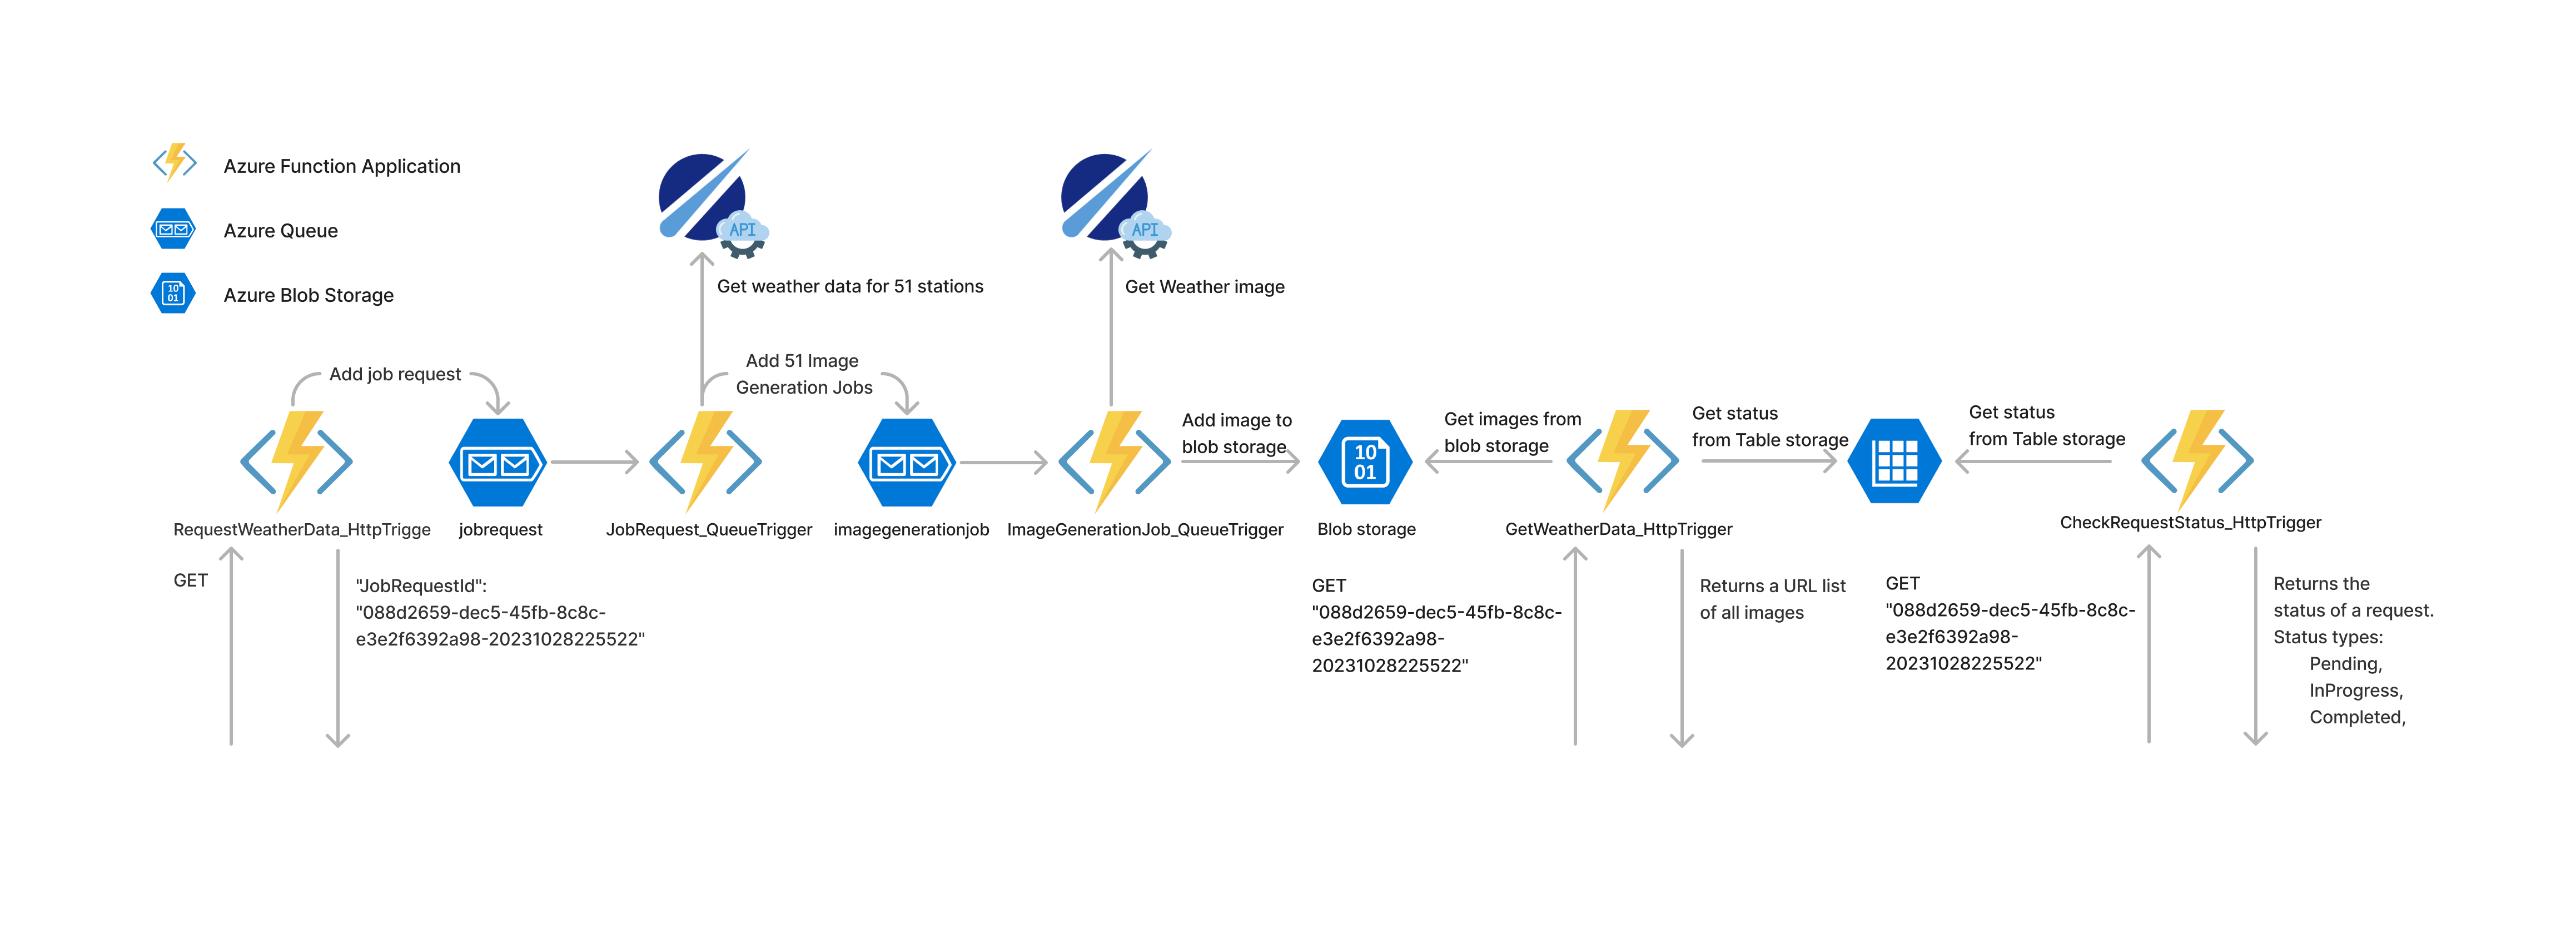 Azure Function Application
Azure Queue
10
01
Azure Blob Storage
API
Get weather data for 51 stations
API
Get Weather image
Add job request
Add 51 Image
Generation Jobs
Add image to
blob storage
10
01
Get images from
blob storage
Get status
from Table storage
Get status
from Table storage
RequestWeatherData_HttpTrigge
jobrequest
JobRequest_QueueTrigger
imagegenerationjob
ImageGenerationJob_QueueTrigger
Blob storage
GetWeatherData_HttpTrigger
CheckRequestStatus_HttpTrigger
GET
"JobRequestId":
"088d2659-dec5-45fb-8c8c-
e3e2f6392a98-20231028225522"
GET
"088d2659-dec5-45fb-8c8c-
e3e2f6392a98-
20231028225522"
Returns a URL list
of all images
GET
"088d2659-dec5-45fb-8c8c-
e3e2f6392a98-
20231028225522"
Returns the
status of a request.
Status types:
Pending,
InProgress,
Completed,